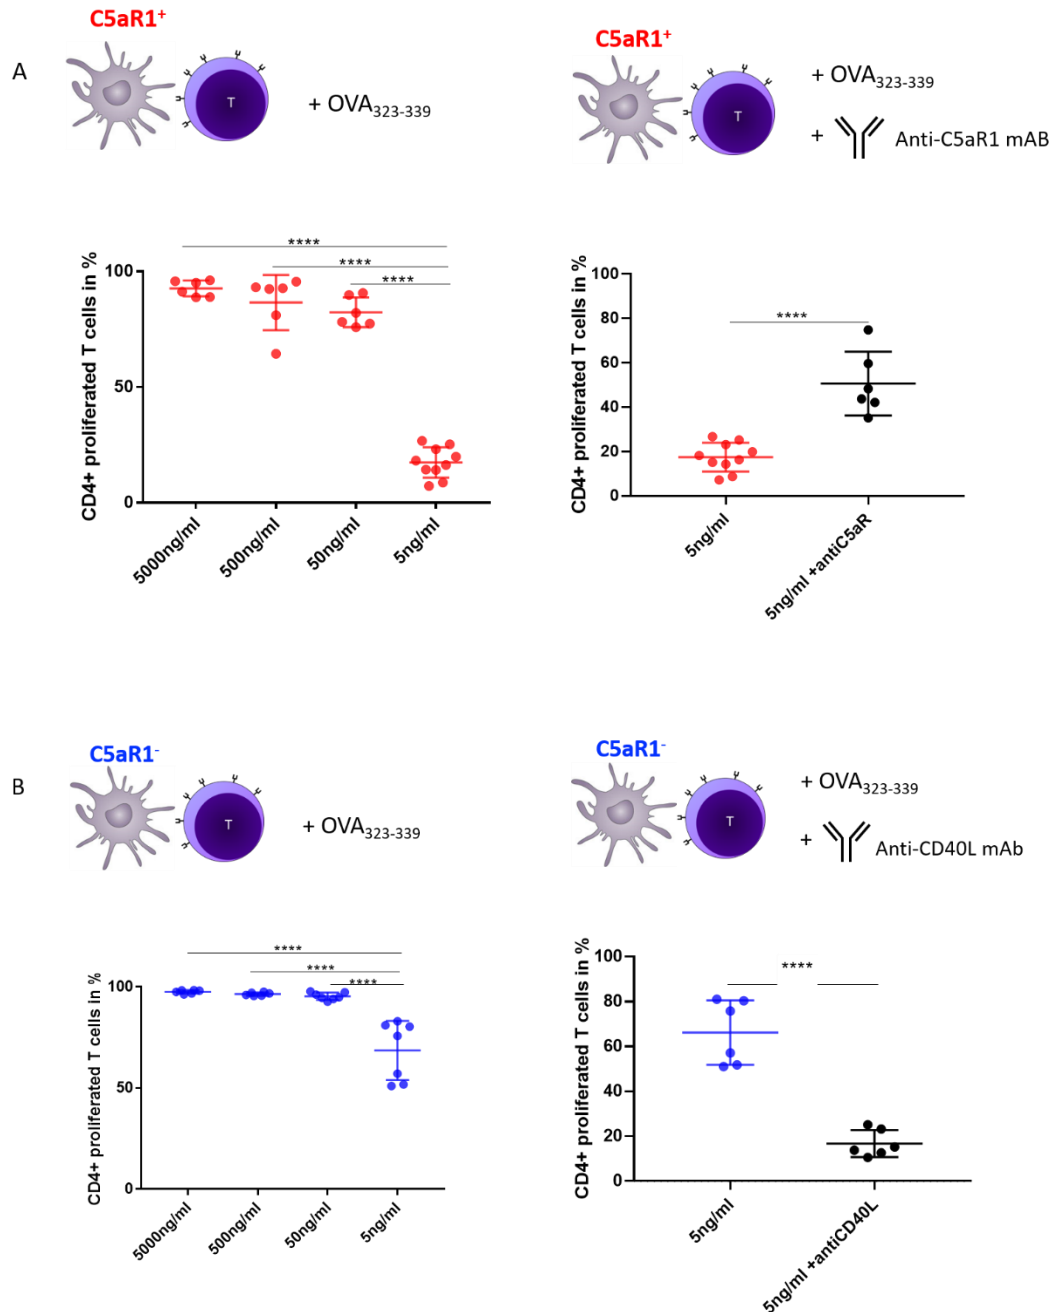 A
C5aR1⁺
T
+ OVA₃₂₃₋₃₃₉
C5aR1⁺
T
+ OVA₃₂₃₋₃₃₉
+ Anti-C5aR1 mAB
CD4+ proliferated T cells in %
100
50
0
****
****
****
5000ng/ml
500ng/ml
50ng/ml
5ng/ml
CD4+ proliferated T cells in %
100
80
60
40
20
0
****
5ng/ml
5ng/ml +antiC5aR
B
C5aR1⁻
T
+ OVA₃₂₃₋₃₃₉
C5aR1⁻
T
+ OVA₃₂₃₋₃₃₉
+ Anti-CD40L mAb
CD4+ proliferated T cells in %
100
50
0
****
****
****
5000ng/ml
500ng/ml
50ng/ml
5ng/ml
CD4+ proliferated T cells in %
100
80
60
40
20
0
****
5ng/ml
5ng/ml +antiCD40L